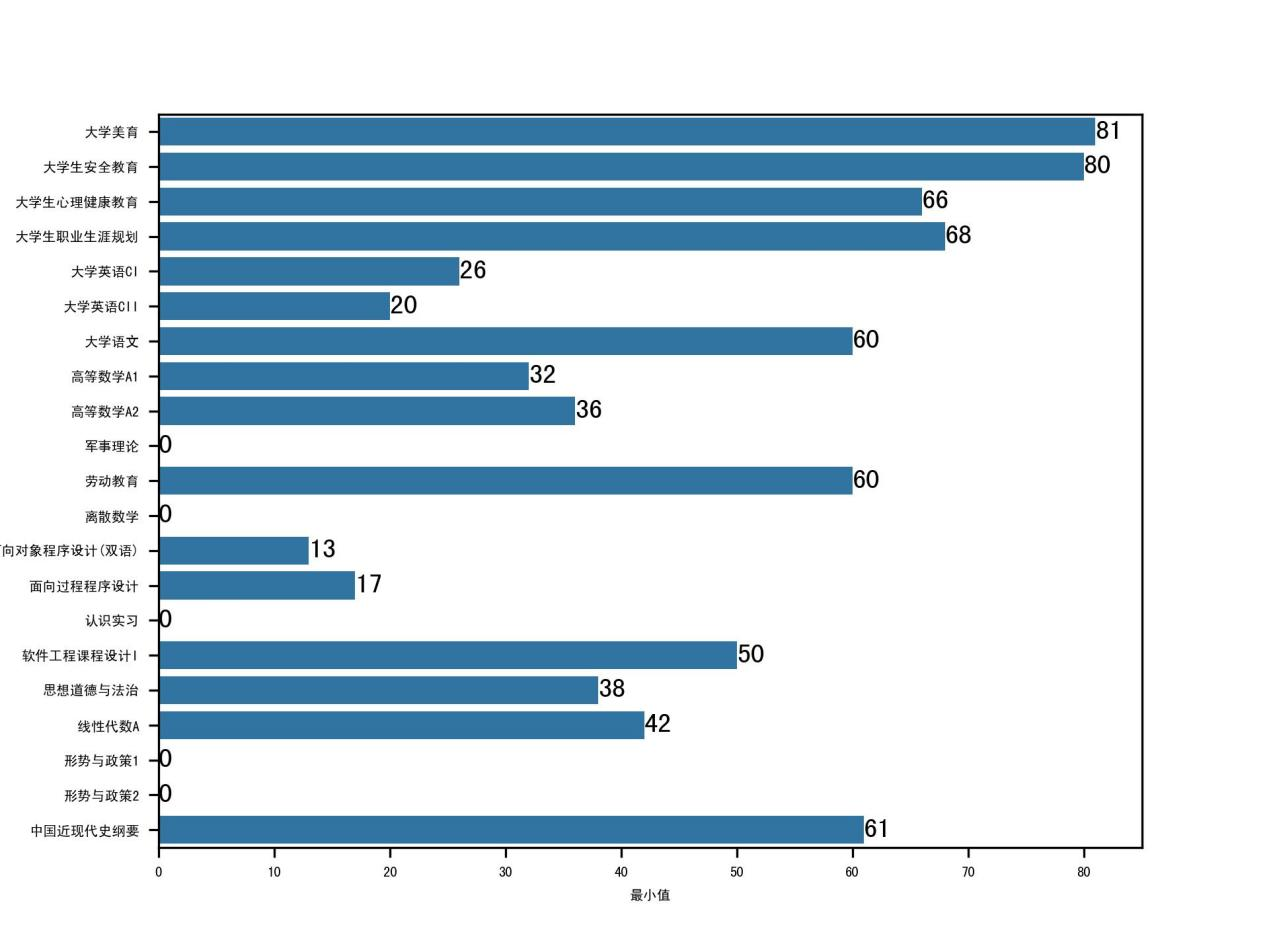 大学美育 81
大学生安全教育 80
大学生心理健康教育 66
大学生职业生涯规划 68
大学英语CI 26
大学英语CII 20
大学语文 60
高等数学A1 32
高等数学A2 36
军事理论 0
劳动教育 60
离散数学 0
向对象程序设计(双语) 13
面向过程程序设计 17
认识实习 0
软件工程课程设计I 50
思想道德与法治 38
线性代数A 42
形势与政策1 0
形势与政策2 0
中国近现代史纲要 61
0 10 20 30 40 50 60 70 80
最小值